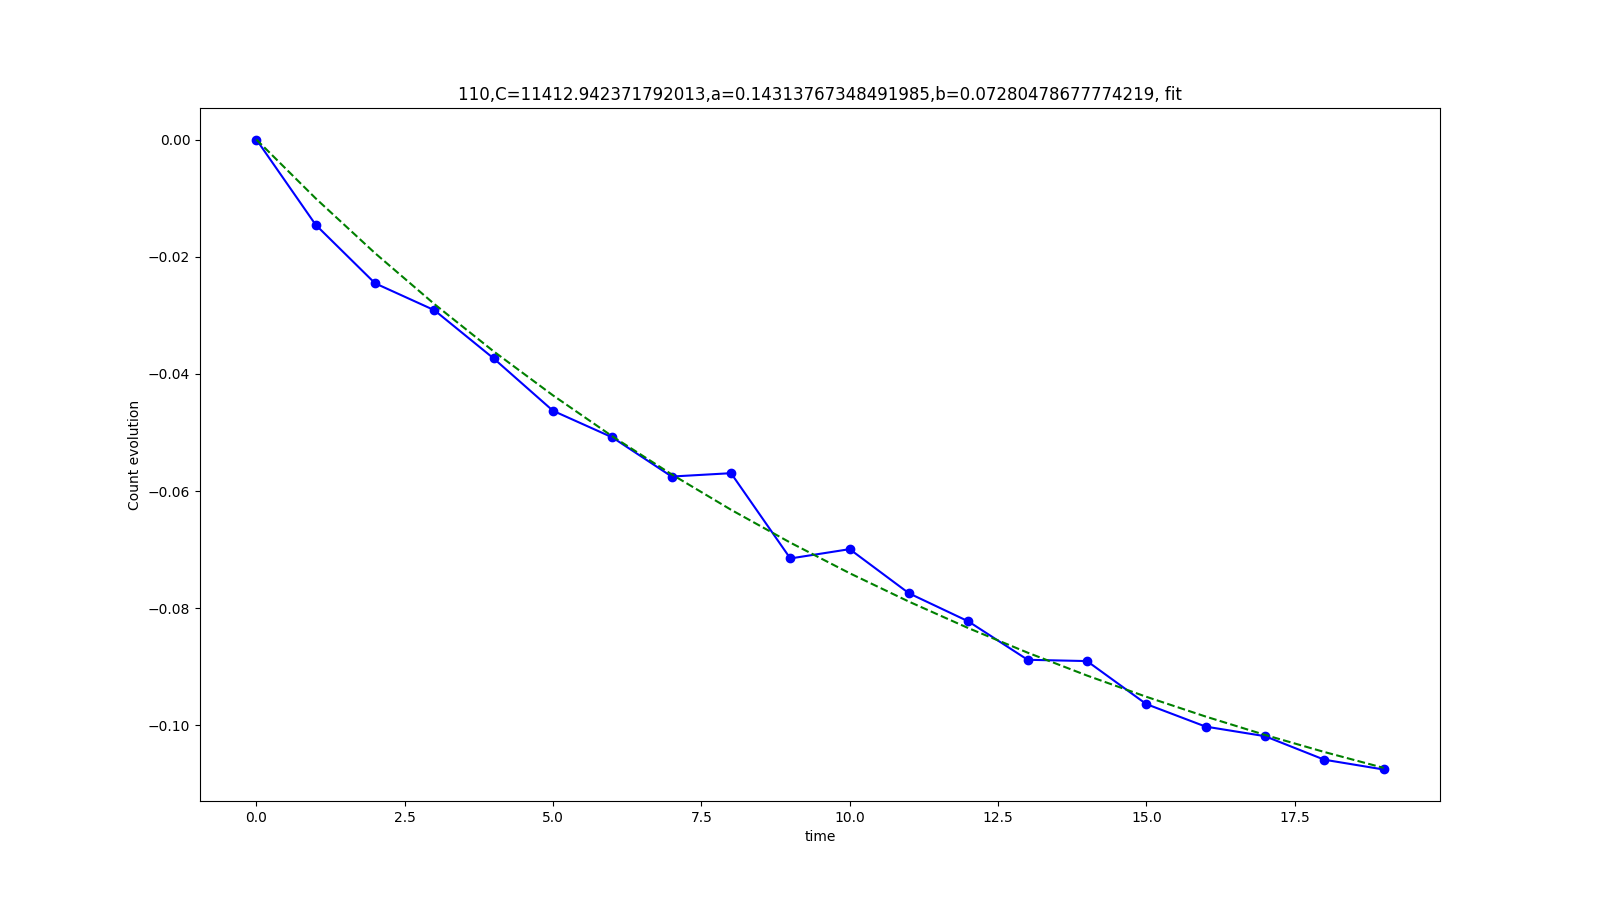 110,C=11412.942371792013,a=0.14313767348491985,b=0.07280478677774219, fit
0.00
−0.02
−0.04
−0.06
−0.08
−0.10
Count evolution
0.0 2.5 5.0 7.5 10.0 12.5 15.0 17.5
time